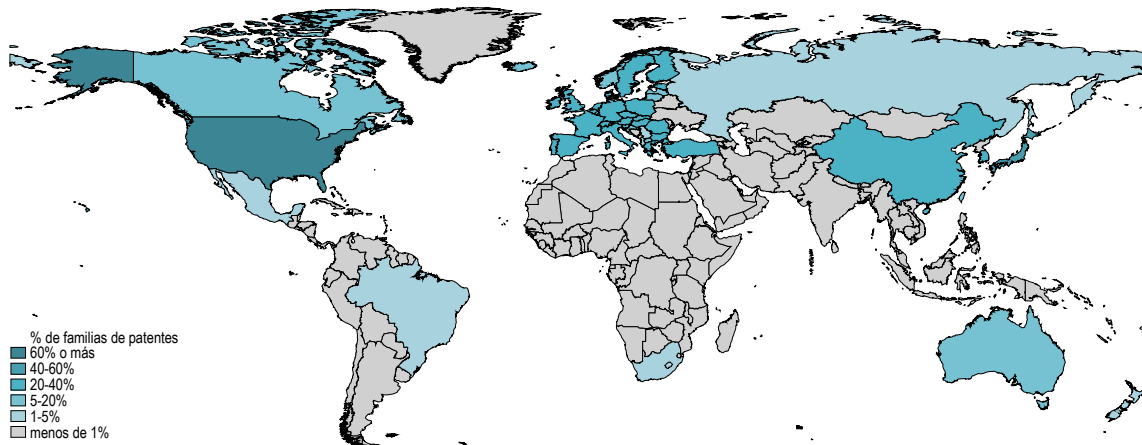 % de familias de patentes
60% o más
40-60%
20-40%
5-20%
1-5%
menos de 1%